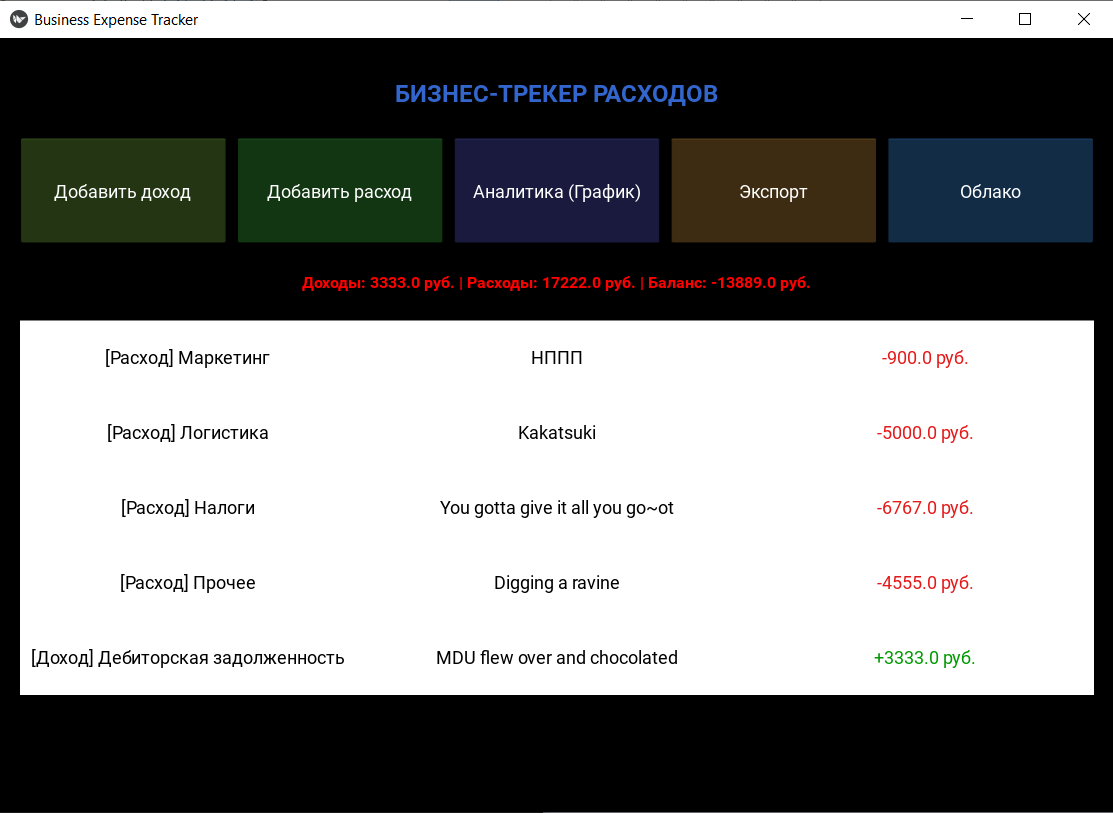 Business Expense Tracker
БИЗНЕС-ТРЕКЕР РАСХОДОВ
Добавить доход Добавить расход Аналитика (График) Экспорт Облако
Доходы: 3333.0 руб. | Расходы: 17222.0 руб. | Баланс: -13889.0 руб.
[Расход] Маркетинг НППП -900.0 руб.
[Расход] Логистика Kakatsuki -5000.0 руб.
[Расход] Налоги You gotta give it all you go~ot -6767.0 руб.
[Расход] Прочее Digging a ravine -4555.0 руб.
[Доход] Дебиторская задолженность MDU flew over and chocolated +3333.0 руб.